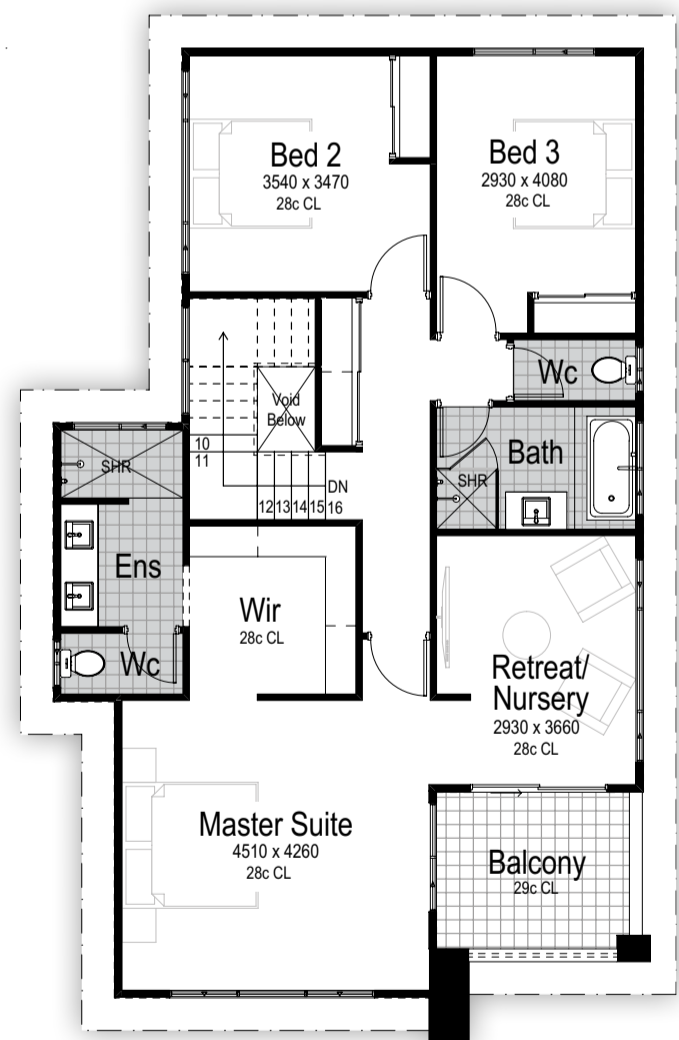 Bed 2
3540 x 3470
28c CL
Bed 3
2930 x 4080
28c CL
Wc
Void
Below
10
11
DN
12 13 14 15 16
Bath
SHR
SHR
Ens
Wir
28c CL
Wc
Retreat/
Nursery
2930 x 3660
28c CL
Master Suite
4510 x 4260
28c CL
Balcony
29c CL